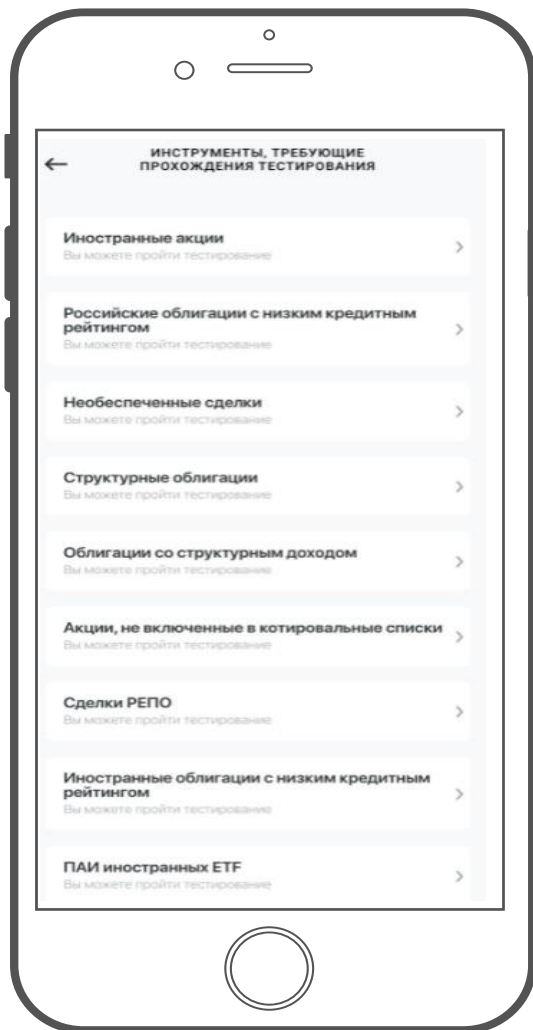 ИНСТРУМЕНТЫ, ТРЕБУЮЩИЕ
ПРОХОЖДЕНИЯ ТЕСТИРОВАНИЯ
Иностранные акции
Вы можете пройти тестирование
Российские облигации с низким кредитным
рейтингом
Вы можете пройти тестирование
Необеспеченные сделки
Вы можете пройти тестирование
Структурные облигации
Вы можете пройти тестирование
Облигации со структурным доходом
Вы можете пройти тестирование
Акции, не включенные в котировальные списки
Вы можете пройти тестирование
Сделки РЕПО
Вы можете пройти тестирование
Иностранные облигации с низким кредитным
рейтингом
Вы можете пройти тестирование
ПАИ иностранных ETF
Вы можете пройти тестирование